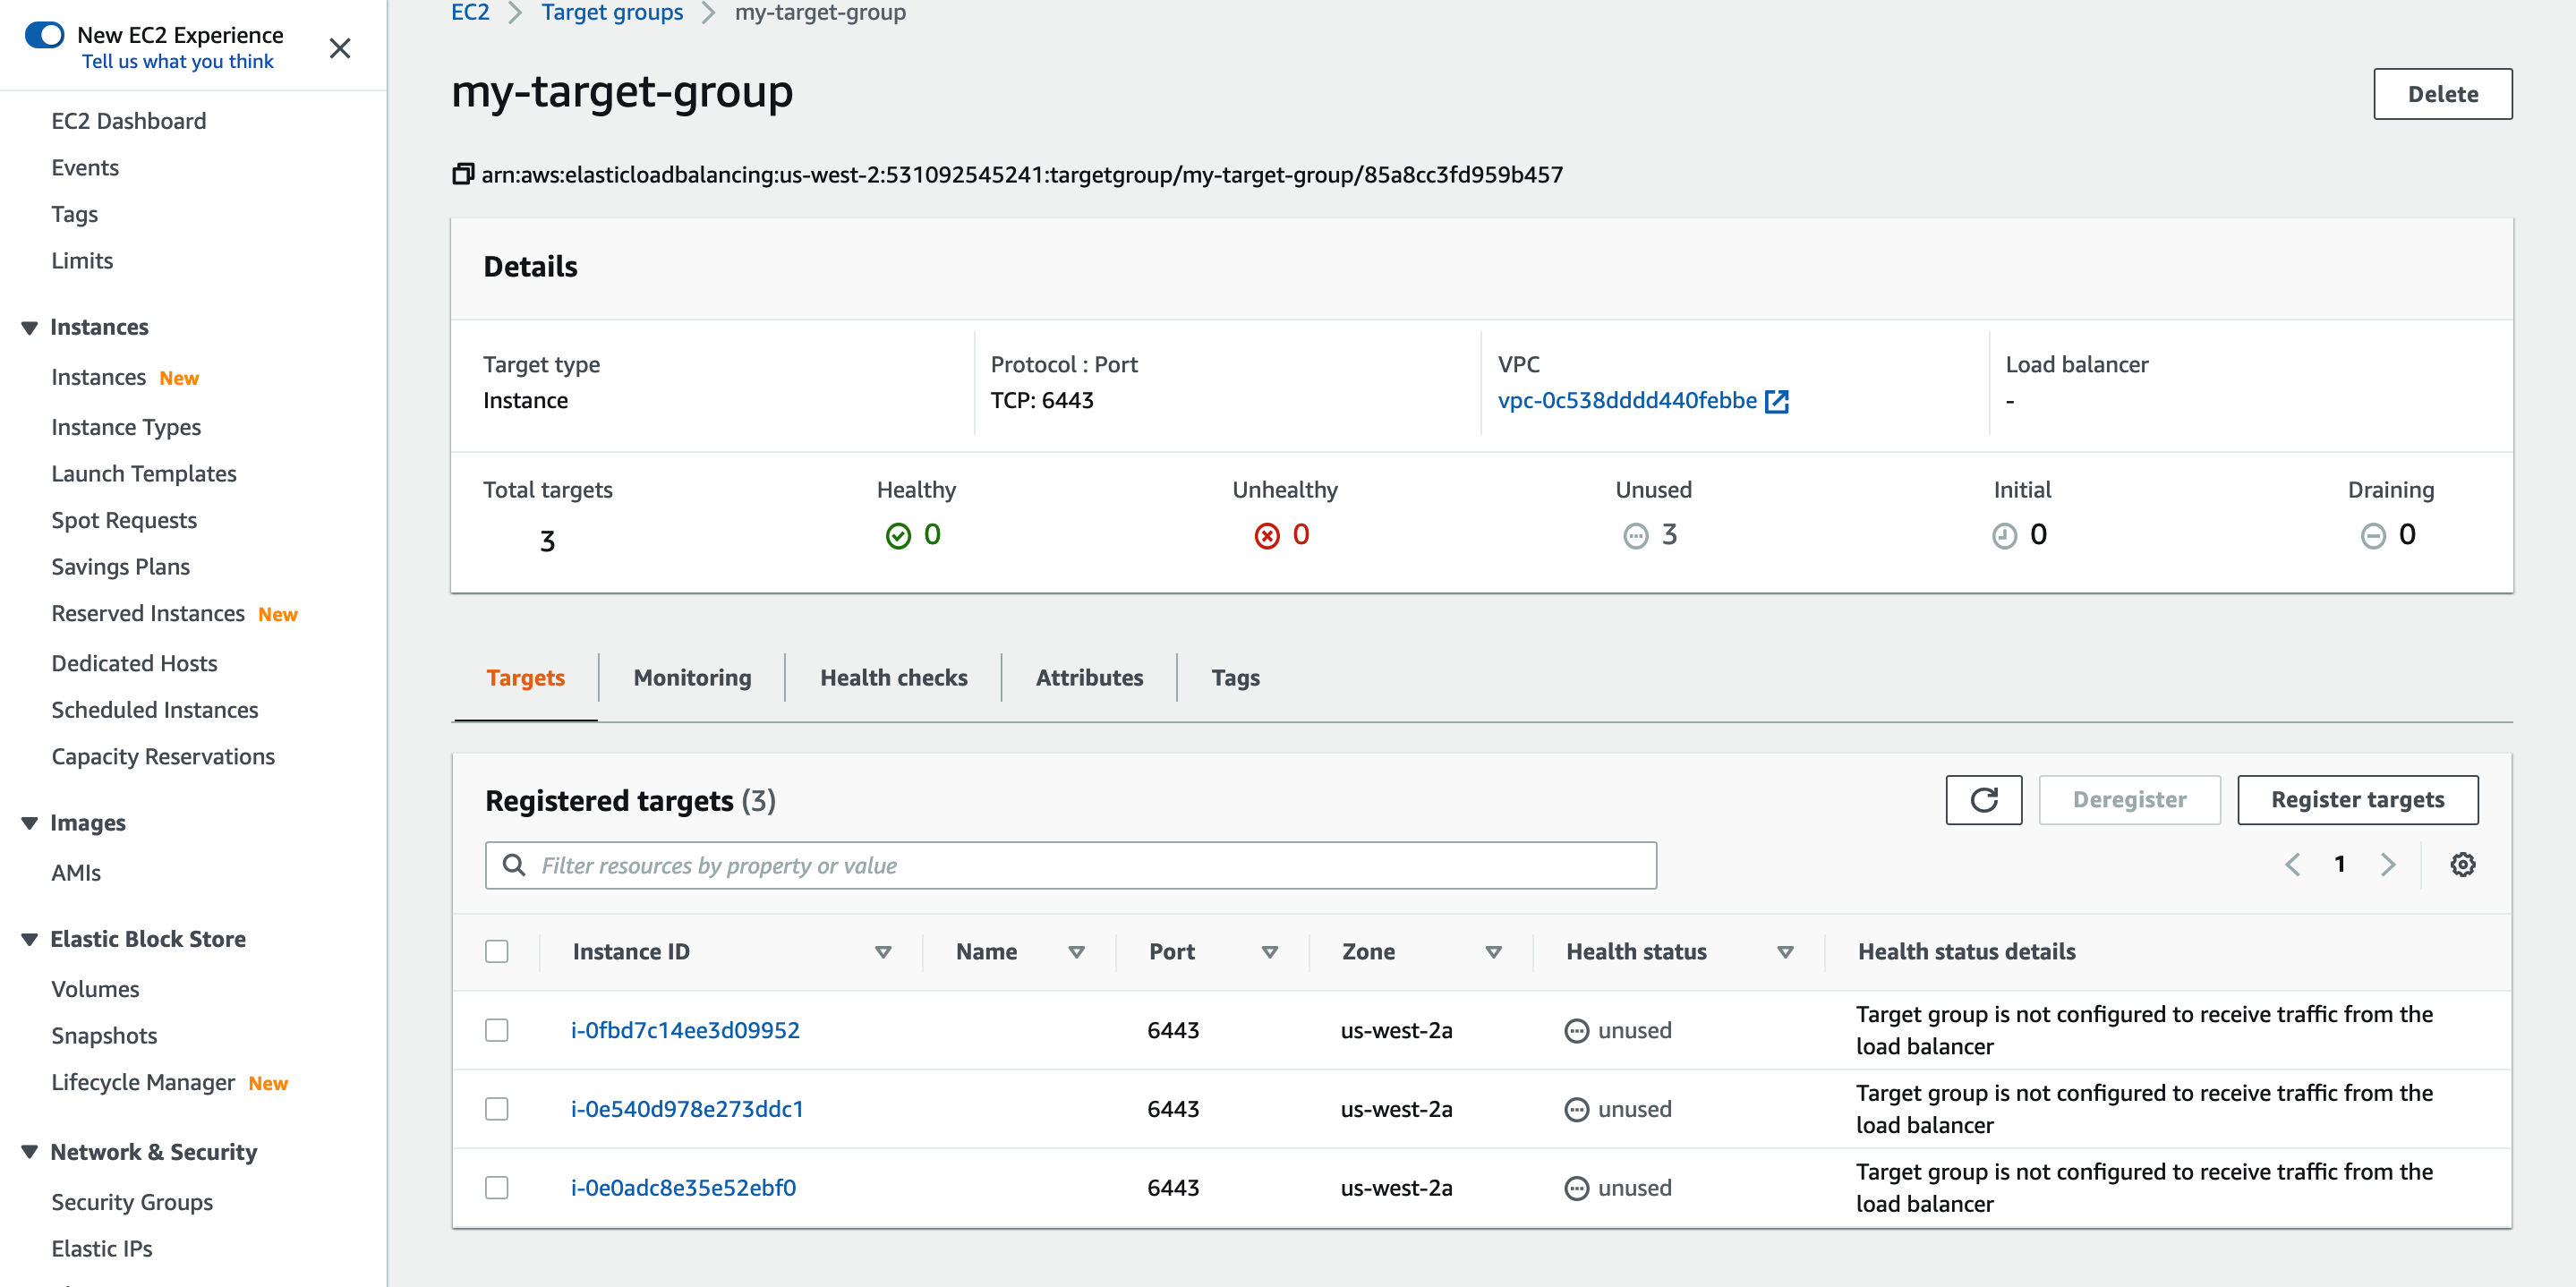 New EC2 Experience
Tell us what you think
EC2 Dashboard
Events
Tags
Limits
Instances
Instances New
Instance Types
Launch Templates
Spot Requests
Savings Plans
Reserved Instances New
Dedicated Hosts
Scheduled Instances
Capacity Reservations
Images
AMIs
Elastic Block Store
Volumes
Snapshots
Lifecycle Manager New
Network & Security
Security Groups
Elastic IPs
EC2 > Target groups > my-target-group
my-target-group
Delete
arn:aws:elasticloadbalancing:us-west-2:531092545241:targetgroup/my-target-group/85a8cc3fd959b457
Details
Target type
Instance
Protocol : Port
TCP: 6443
VPC
vpc-0c538dddd440febbe
Load balancer
-
Total targets
3
Healthy
0
Unhealthy
0
Unused
3
Initial
0
Draining
0
Targets Monitoring Health checks Attributes Tags
Registered targets (3)
Deregister
Register targets
Filter resources by property or value
1
Instance ID Name Port Zone Health status Health status details
i-0fbd7c14ee3d09952 6443 us-west-2a unused Target group is not configured to receive traffic from the
load balancer
i-0e540d978e273ddc1 6443 us-west-2a unused Target group is not configured to receive traffic from the
load balancer
i-0e0adc8e35e52ebf0 6443 us-west-2a unused Target group is not configured to receive traffic from the
load balancer